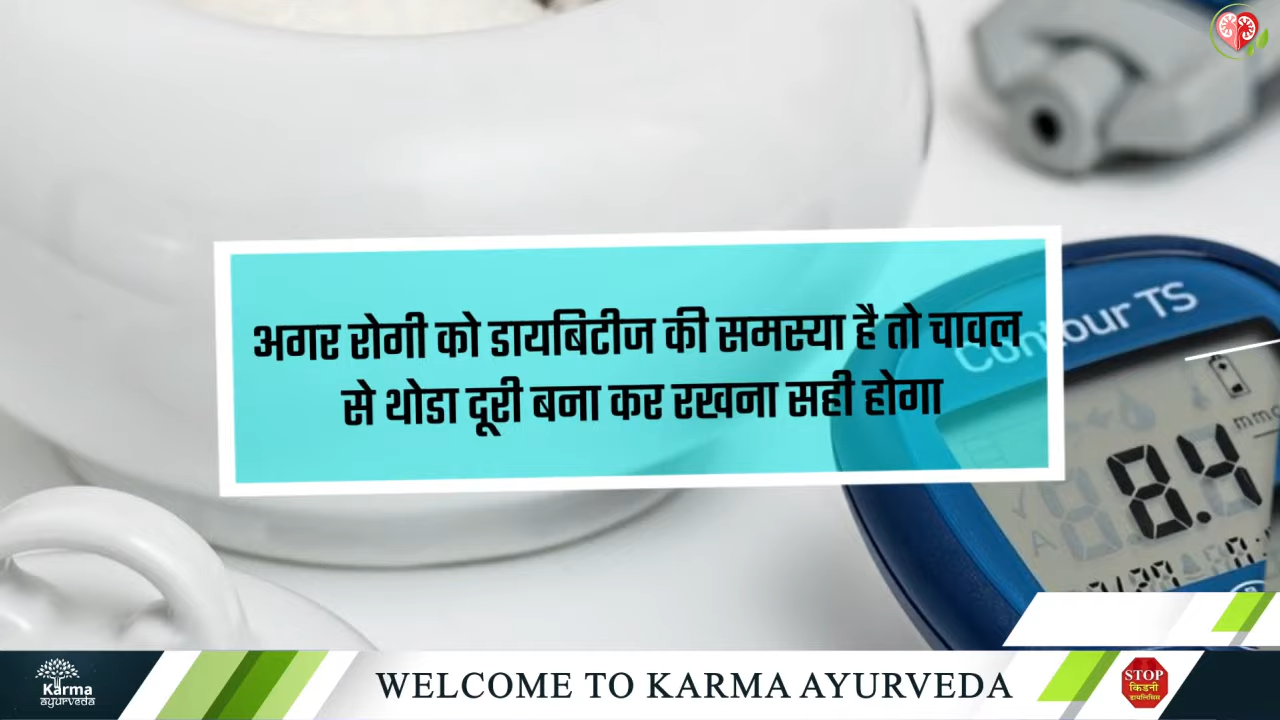 अगर रोगी को डायबिटीज की समस्या है तो चावल
से थोडा दूरी बना कर रखना सही होगा
Contour TS
8.4
WELCOME TO KARMA AYURVEDA
Karma
ayurveda
STOP
किडनी
डायलिसिस